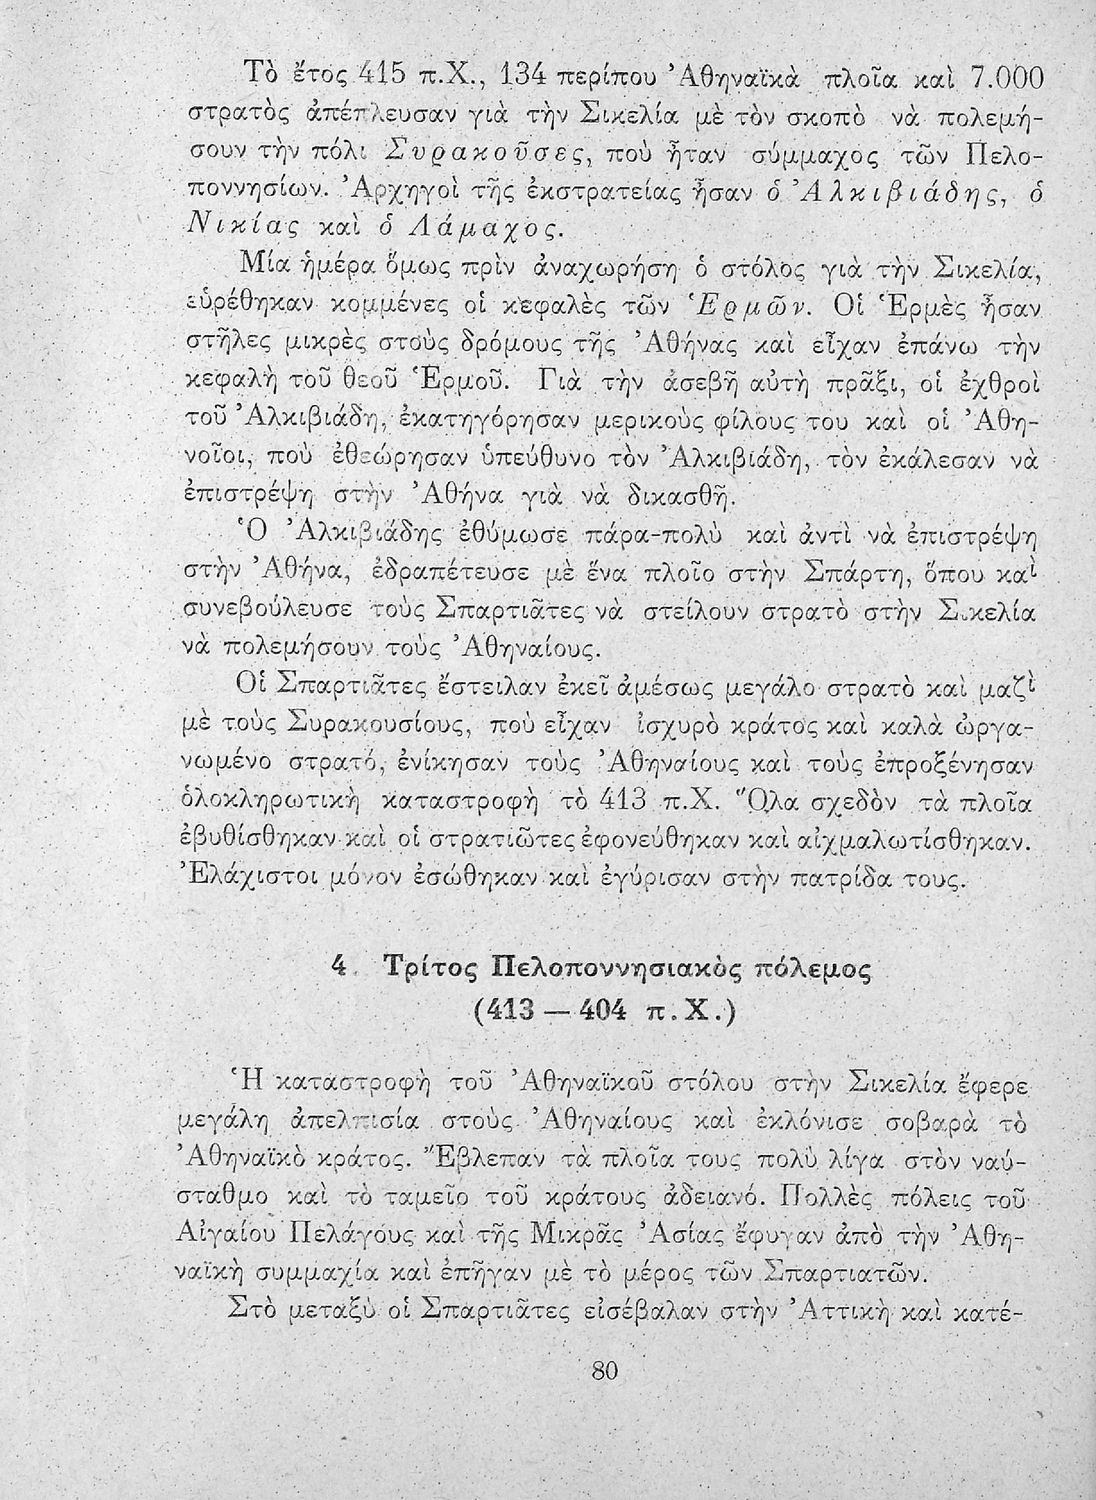 Τὸ ἔτος 415 π.Χ., 134 περίπου Ἀθηναϊκὰ πλοῖα καὶ 7.000
στρατὸς ἀπέπλευσαν γιὰ τὴν Σικελία μὲ τὸν σκοπὸ νὰ πολεμή-
σουν τὴν πόλι Συρακοῦσες, ποὺ ἦταν σύμμαχος τῶν Πελο-
ποννησίων. Ἀρχηγοὶ τῆς ἐκστρατείας ἦσαν ὁ Ἀλκιβιάδης, ὁ
Νικίας καὶ ὁ Λάμαχος.
Μία ἡμέρα ὅμως πρὶν ἀναχωρήση ὁ στόλος γιὰ τὴν Σικελία,
εὑρέθηκαν κομμένες οἱ κεφαλὲς τῶν Ἑρμῶν. Οἱ Ἑρμὲς ἦσαν
στῆλες μικρὲς στοὺς δρόμους τῆς Ἀθήνας καὶ εἶχαν ἐπάνω τὴν
κεφαλὴ τοῦ θεοῦ Ἑρμοῦ. Γιὰ τὴν ἀσεβῆ αὐτὴ πρᾶξι, οἱ ἐχθροὶ
τοῦ Ἀλκιβιάδη, ἐκατηγόρησαν μερικοὺς φίλους του καὶ οἱ Ἀθη-
νοῖοι, ποὺ ἐθεώρησαν ὑπεύθυνο τὸν Ἀλκιβιάδη, τὸν ἐκάλεσαν νὰ
ἐπιστρέψη στὴν Ἀθήνα γιὰ νὰ δικασθῆ.
Ὁ Ἀλκιβιάδης ἐθύμωσε πάρα-πολὺ καὶ ἀντὶ νὰ ἐπιστρέψη
στὴν Ἀθήνα, ἐδραπέτευσε μὲ ἕνα πλοῖο στὴν Σπάρτη, ὅπου καὶ
συνεβούλευσε τοὺς Σπαρτιᾶτες νὰ στείλουν στρατὸ στὴν Σικελία
νὰ πολεμήσουν τοὺς Ἀθηναίους.
Οἱ Σπαρτιᾶτες ἔστειλαν ἐκεῖ ἀμέσως μεγάλο στρατὸ καὶ μαζὶ
μὲ τοὺς Συρακουσίους, ποὺ εἶχαν ἰσχυρὸ κράτος καὶ καλὰ ὠργα-
νωμένο στρατό, ἐνίκησαν τοὺς Ἀθηναίους καὶ τοὺς ἐπροξένησαν
ὁλοκληρωτικὴ καταστροφὴ τὸ 413 π.Χ. Ὅλα σχεδὸν τὰ πλοῖα
ἐβυθίσθηκαν καὶ οἱ στρατιῶτες ἐφονεύθηκαν καὶ αἰχμαλωτίσθηκαν.
Ἐλάχιστοι μόνον ἐσώθηκαν καὶ ἐγύρισαν στὴν πατρίδα τους.
4. Τρίτος Πελοποννησιακὸς πόλεμος
(413 — 404 π.Χ.)
Ἡ καταστροφὴ τοῦ Ἀθηναϊκοῦ στόλου στὴν Σικελία ἔφερε
μεγάλη ἀπελπισία στοὺς Ἀθηναίους καὶ ἐκλόνισε σοβαρὰ τὸ
Ἀθηναϊκὸ κράτος. Ἔβλεπαν τὰ πλοῖα τους πολὺ λίγα στὸν ναύ-
σταθμο καὶ τὸ ταμεῖο τοῦ κράτους ἀδειανό. Πολλὲς πόλεις τοῦ
Αἰγαίου Πελάγους καὶ τῆς Μικρᾶς Ἀσίας ἔφυγαν ἀπὸ τὴν Ἀθη-
ναϊκὴ συμμαχία καὶ ἐπῆγαν μὲ τὸ μέρος τῶν Σπαρτιατῶν.
Στὸ μεταξὺ οἱ Σπαρτιᾶτες εἰσέβαλαν στὴν Ἀττικὴ καὶ κατέ-
80